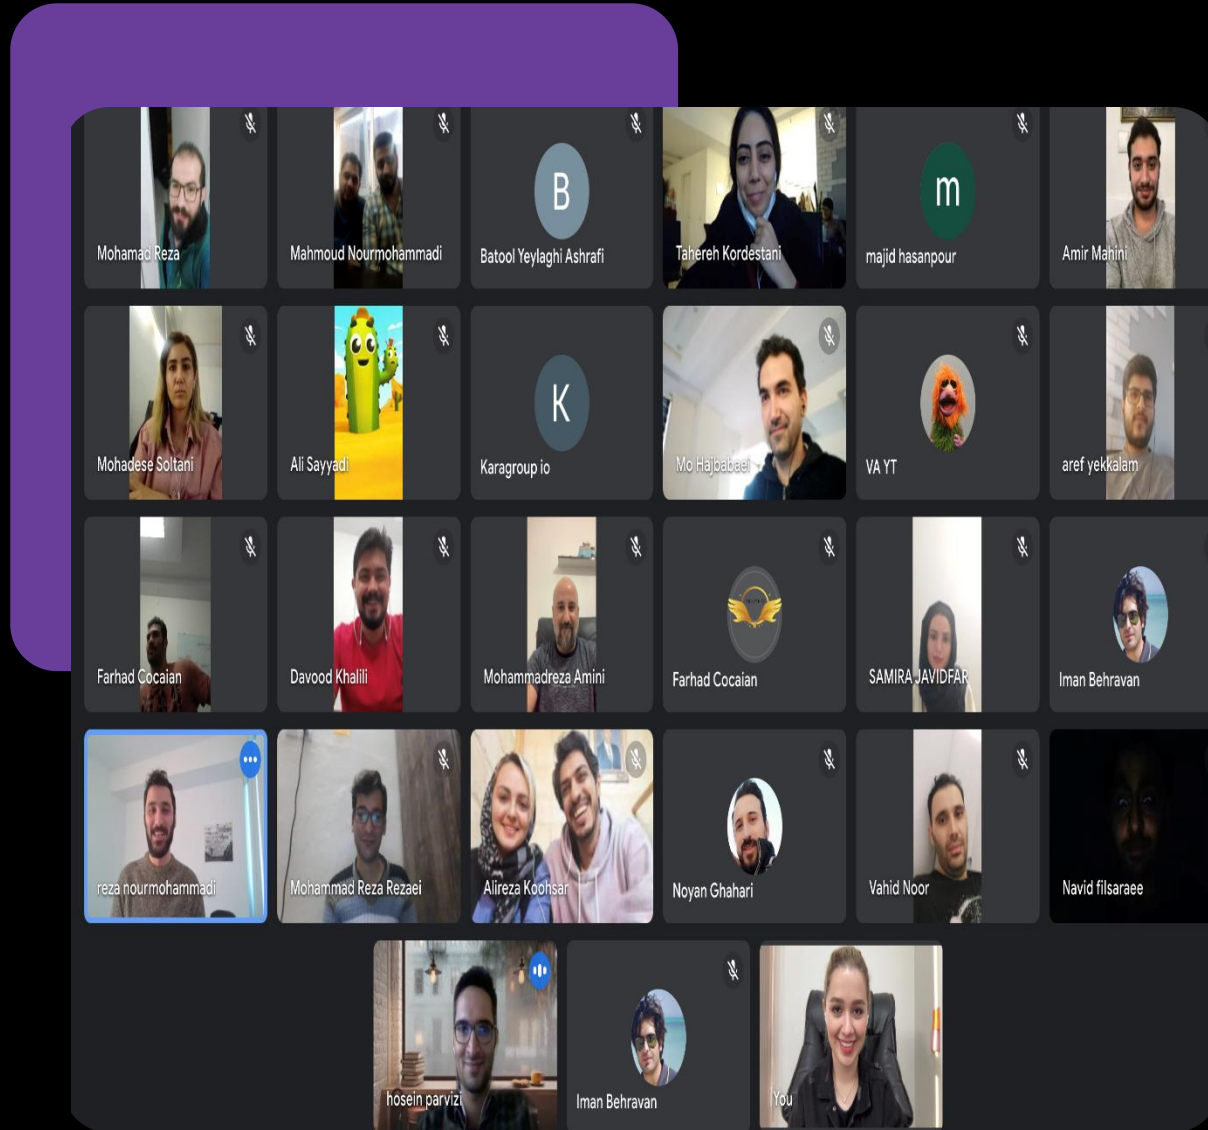 Mohamad Reza
Mahmoud Nourmohammadi
B
Batool Yeylaghi Ashrafi
Tahereh Kordestani
m
majid hasanpour
Amir Mahini
Mohadese Soltani
Ali Sayyadi
K
Karagroup io
Mo Hajbabaei
VA YT
aref yekkalam
Farhad Cocaian
Davood Khalili
Mohammadreza Amini
Farhad Cocaian
SAMIRA JAVIDFAR
Iman Behravan
reza nourmohammadi
Mohammad Reza Rezaei
Alireza Koohsar
Noyan Ghahari
Vahid Noor
Navid filsaraee
hosein parvizi
Iman Behravan
You